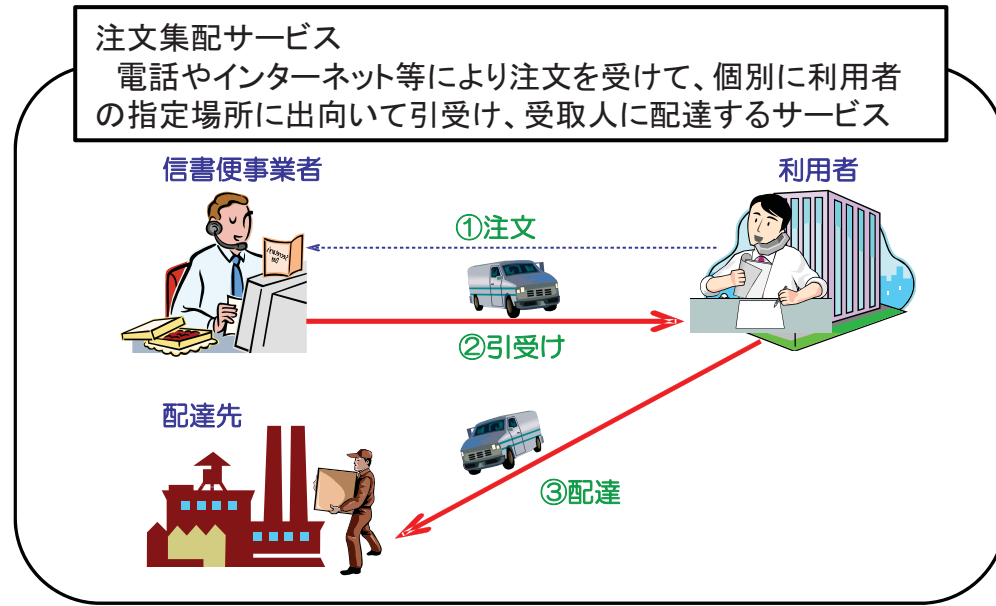 注文集配サービス
電話やインターネット等により注文を受けて、個別に利用者
の指定場所に出向いて引受け、受取人に配達するサービス
信書便事業者
利用者
①注文
②引受け
配達先
③配達